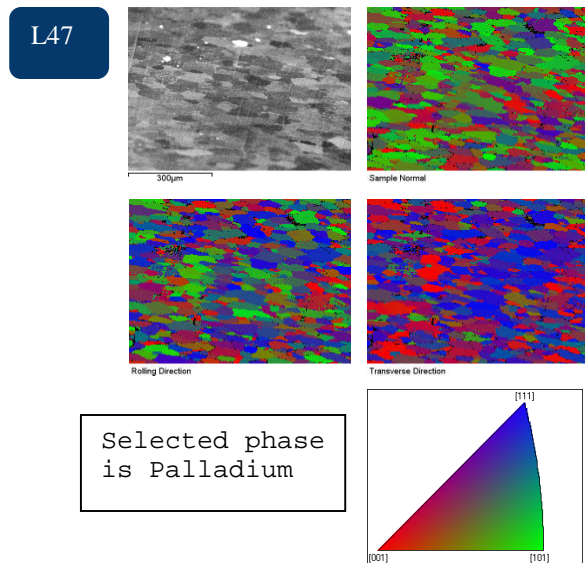 L47
300µm
Sample Normal
Rolling Direction
Transverse Direction
Selected phase
is Palladium
[111]
[001]
[101]